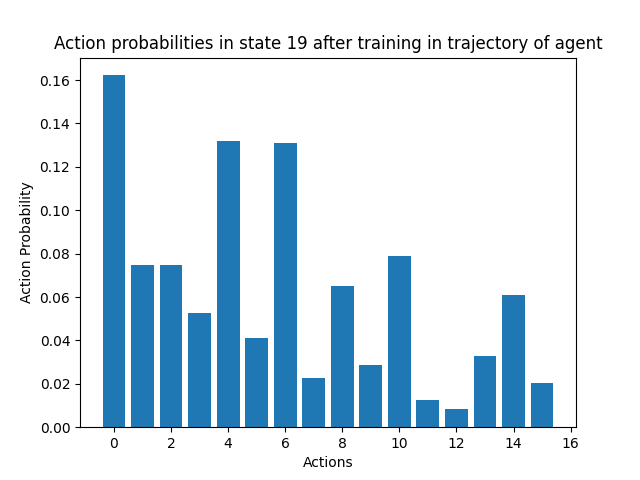 Action probabilities in state 19 after training in trajectory of agent
0.16
0.14
0.12
0.10
0.08
0.06
0.04
0.02
0.00
Action Probability
0 2 4 6 8 10 12 14 16
Actions